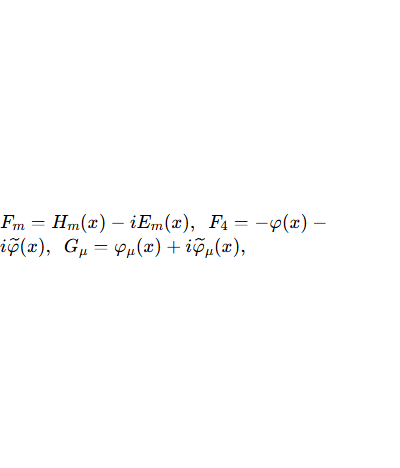 F_m = H_m(x) − iE_m(x), F_4 = −φ(x) −
iφ̃(x), G_μ = φ_μ(x) + iφ̃_μ(x),